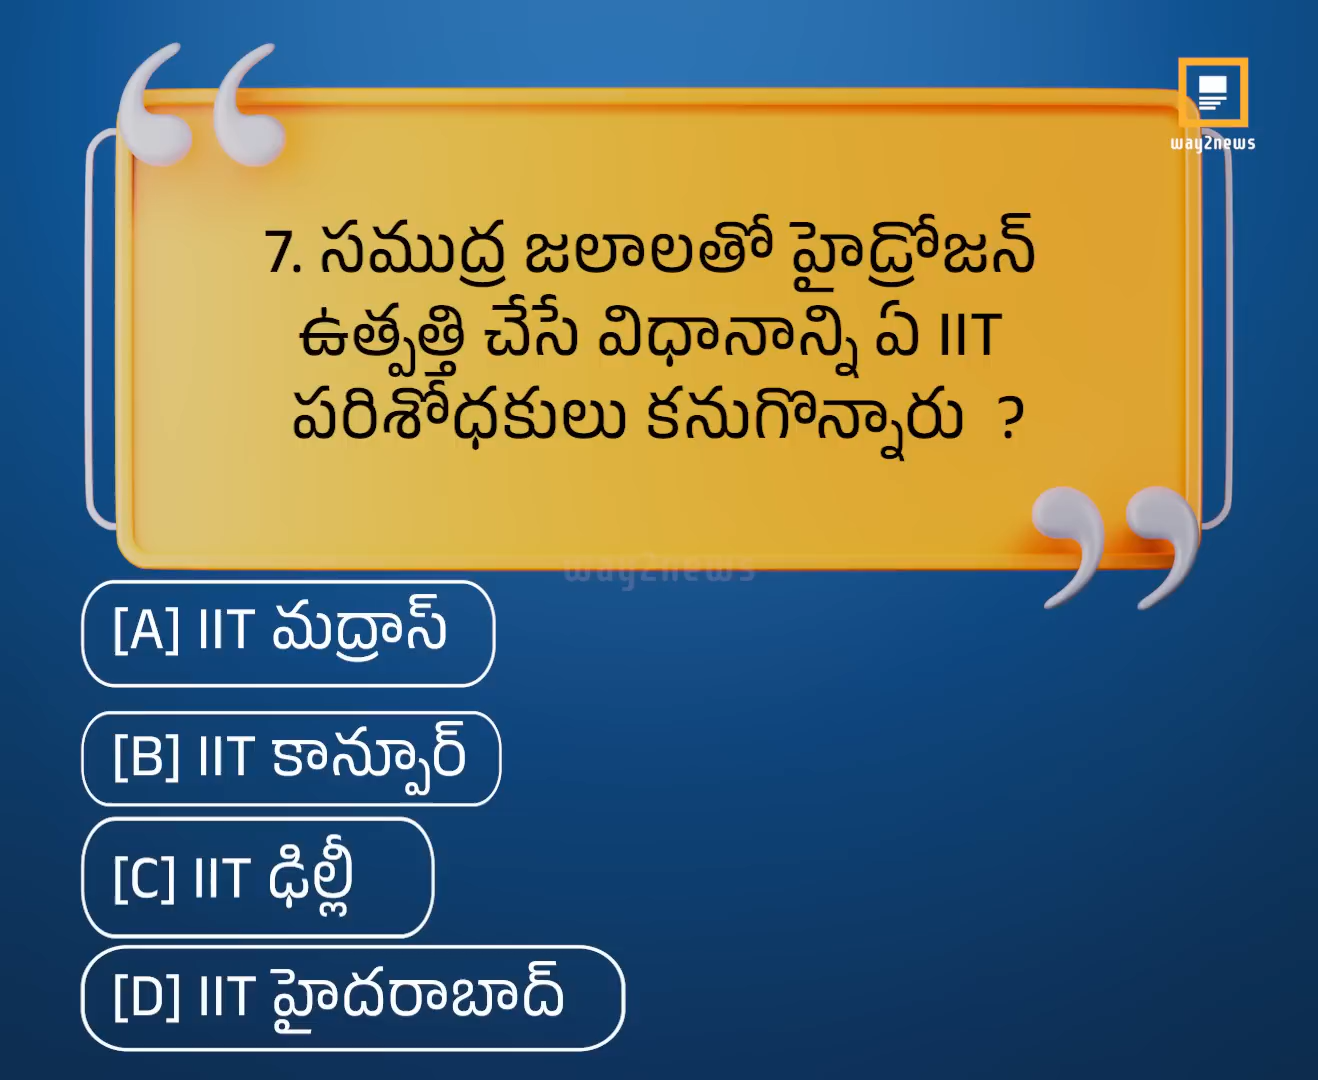 way2news
7. సముద్ర జలాలతో హైడ్రోజన్
ఉత్పత్తి చేసే విధానాన్ని ఏ IIT
పరిశోధకులు కనుగొన్నారు ?
way2news
[A] IIT మద్రాస్
[B] IIT కాన్పూర్
[C] IIT ఢిల్లీ
[D] IIT హైదరాబాద్